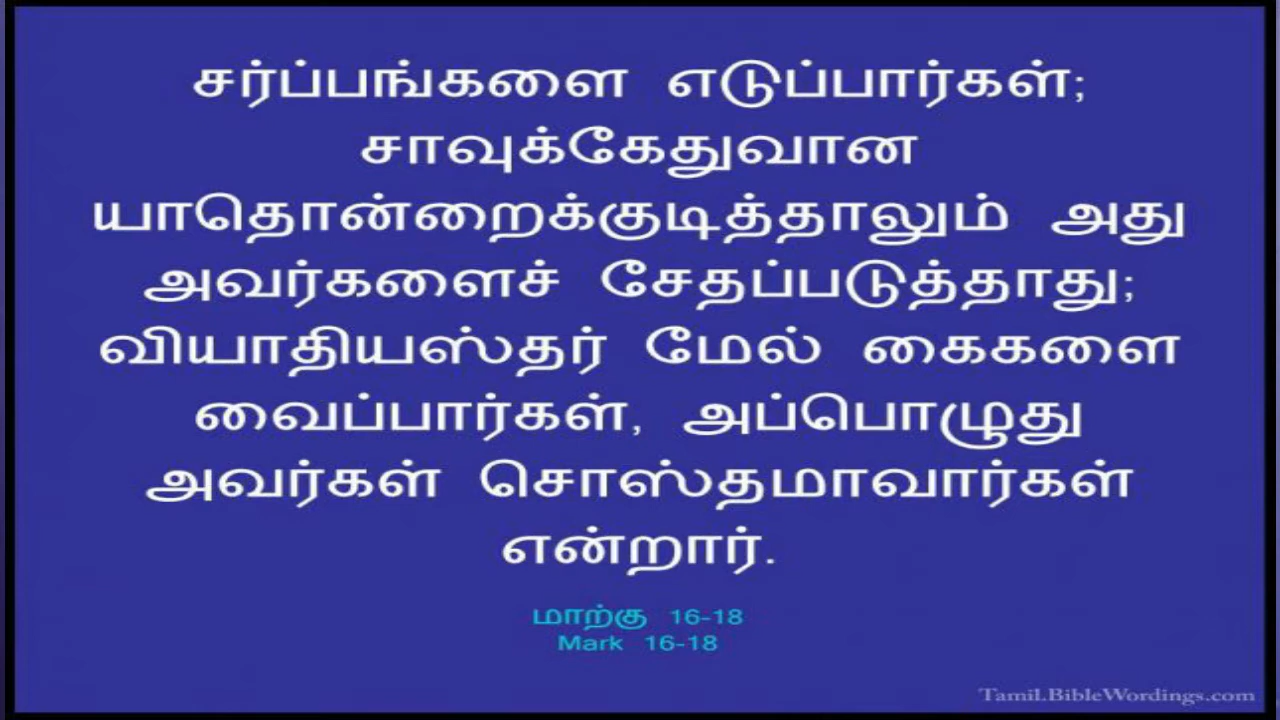 சர்ப்பங்களை எடுப்பார்கள்;
சாவுக்கேதுவான
யாதொன்றைக்குடித்தாலும் அது
அவர்களைச் சேதப்படுத்தாது;
வியாதியஸ்தர் மேல் கைகளை
வைப்பார்கள், அப்பொழுது
அவர்கள் சொஸ்தமாவார்கள்
என்றார்.
மாற்கு 16-18
Mark 16-18
Tamil.BibleWordings.com